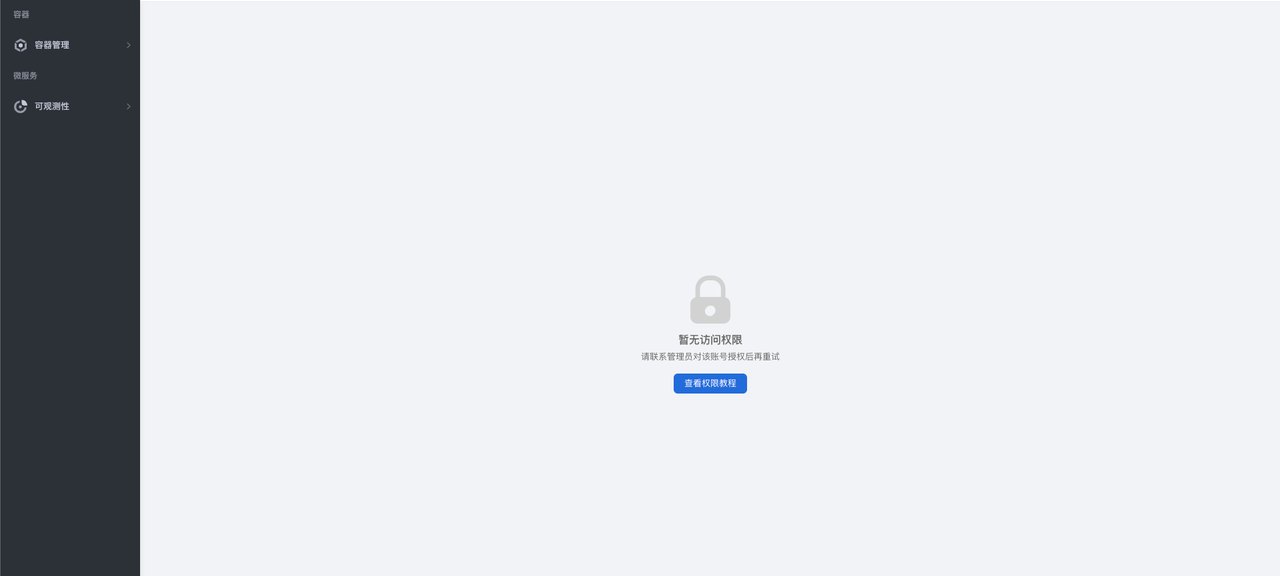 容器
容器管理
微服务
可观测性
暂无访问权限
请联系管理员对该账号授权后再重试
查看权限教程